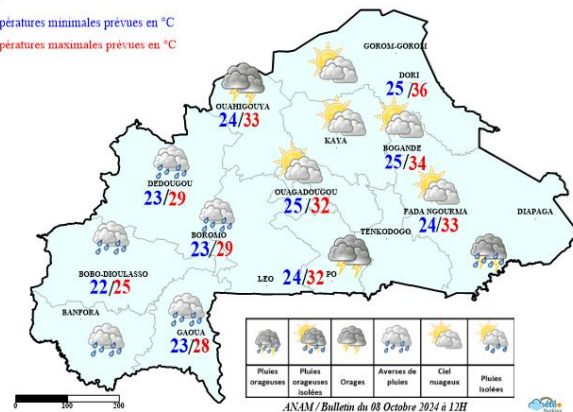 pératures minimales prévues en °C
pératures maximales prévues en °C
GOROM-GOROM
DORI
25/36
OUAHIGOUYA
24/33
KAYA
BOGANDE
25/34
DEDOUGOU
23/29
OUAGADOUGOU
25/32
FADA NGOURMA
24/33
DIAPAGA
BOROMO
23/29
TENKODOGO
BOBO-DIOULASSO
22/25
LEO
24/32
PO
BANFORA
GAOUA
23/28
Pluies orageuses
Pluies orageuses isolées
Orages
Averses de pluies
Ciel nuageux
Pluies isolées
0 100 200
ANAM / Bulletin du 08 Octobre 2024 à 12H